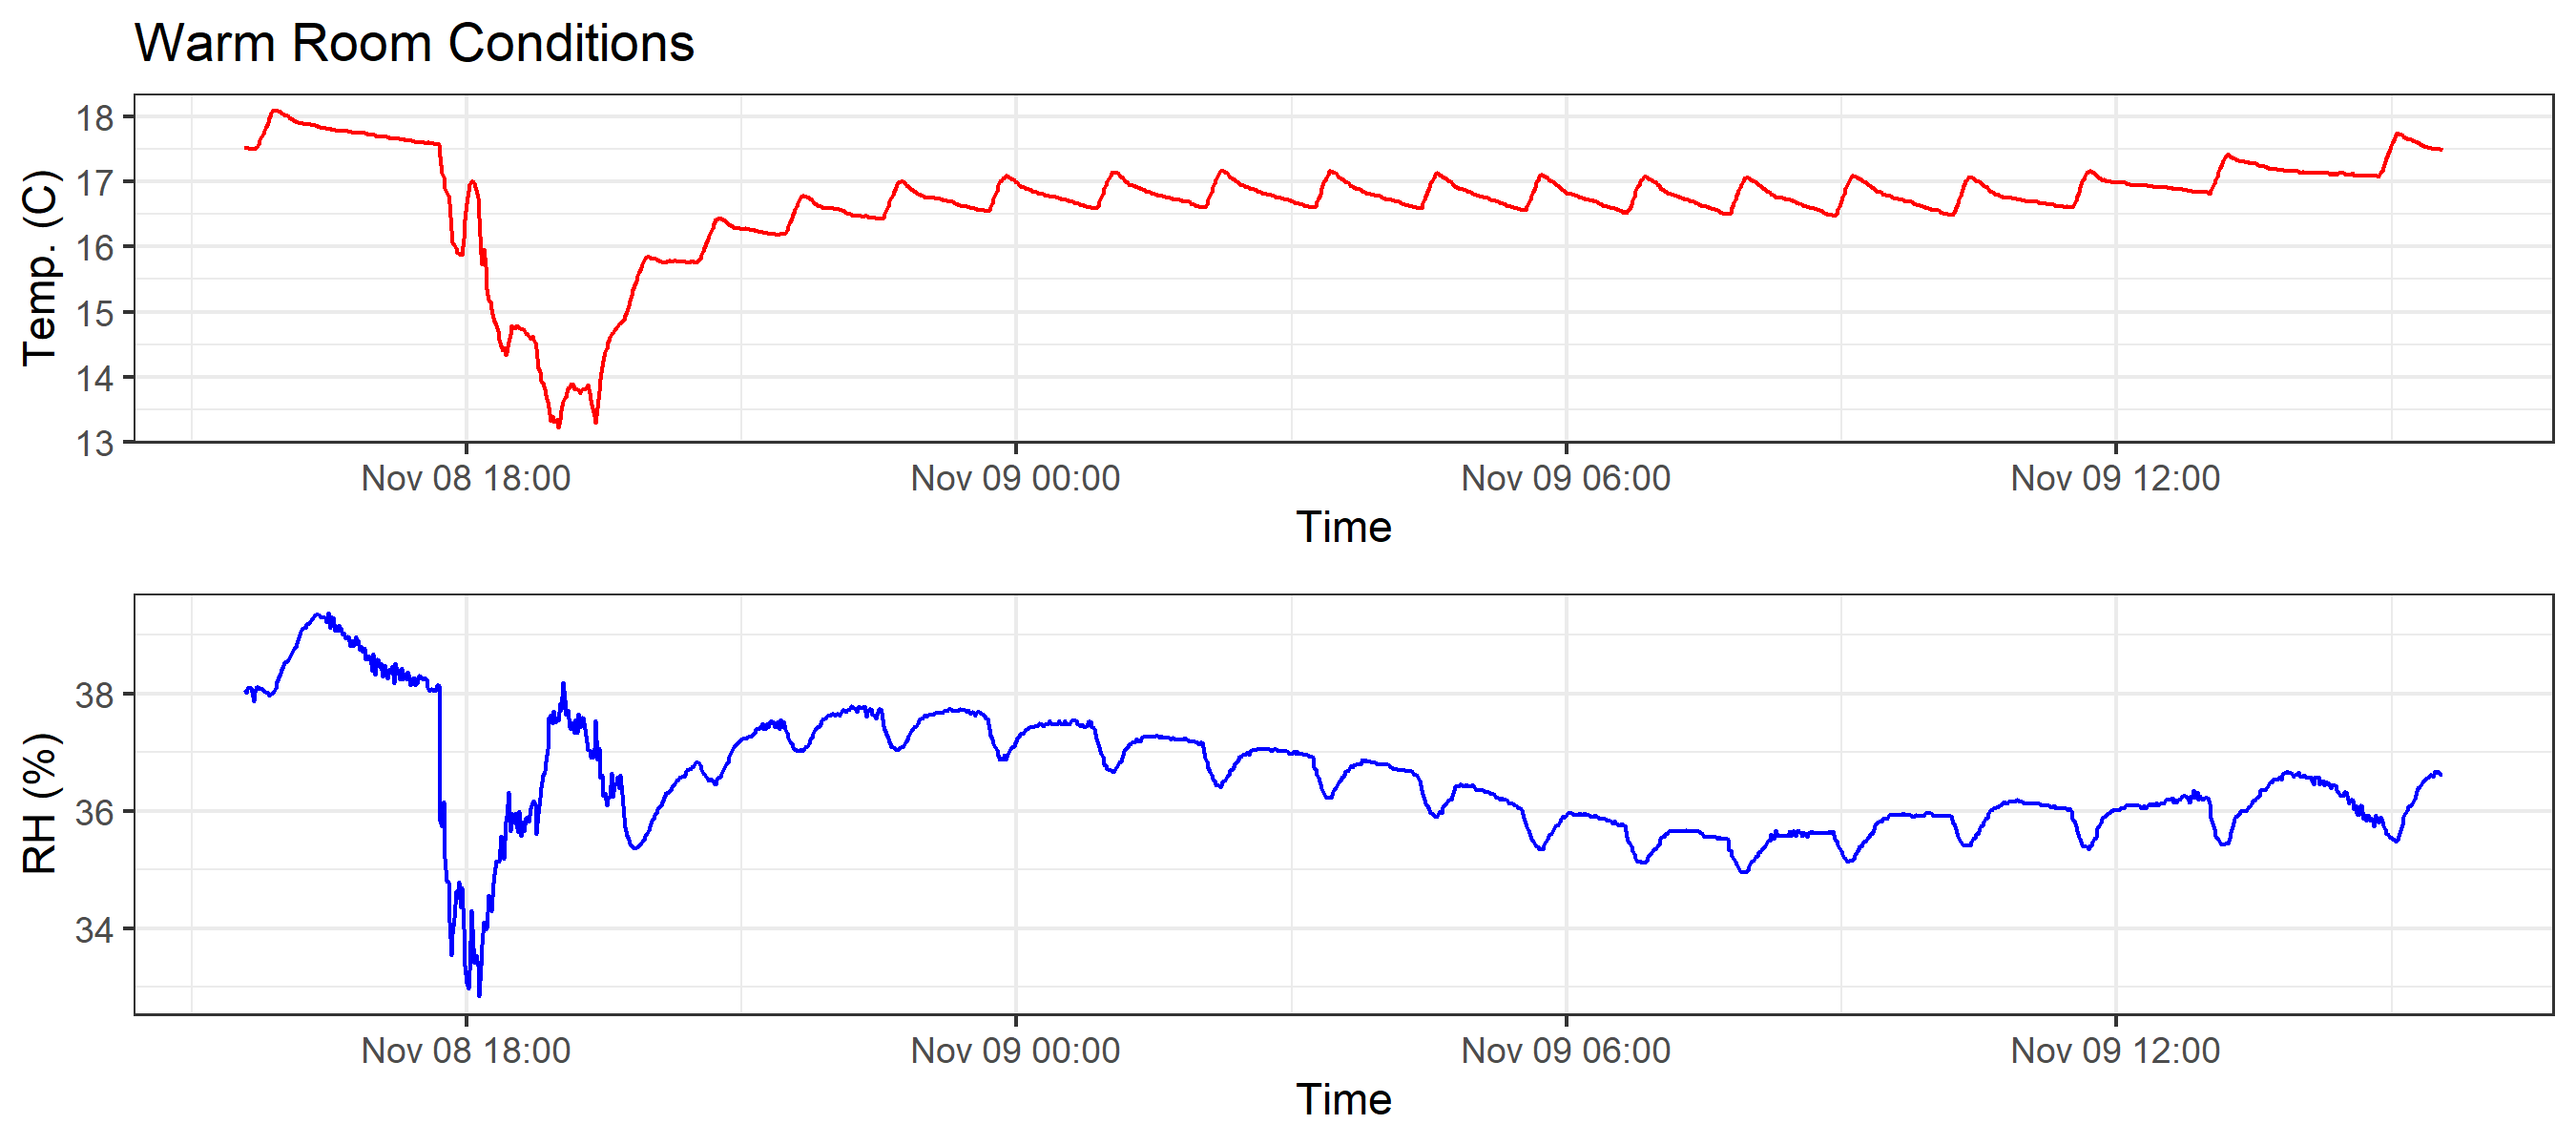 Warm Room Conditions
Temp. (C)
18
17
16
15
14
13
Nov 08 18:00 Nov 09 00:00 Nov 09 06:00 Nov 09 12:00
Time
RH (%)
38
36
34
Nov 08 18:00 Nov 09 00:00 Nov 09 06:00 Nov 09 12:00
Time